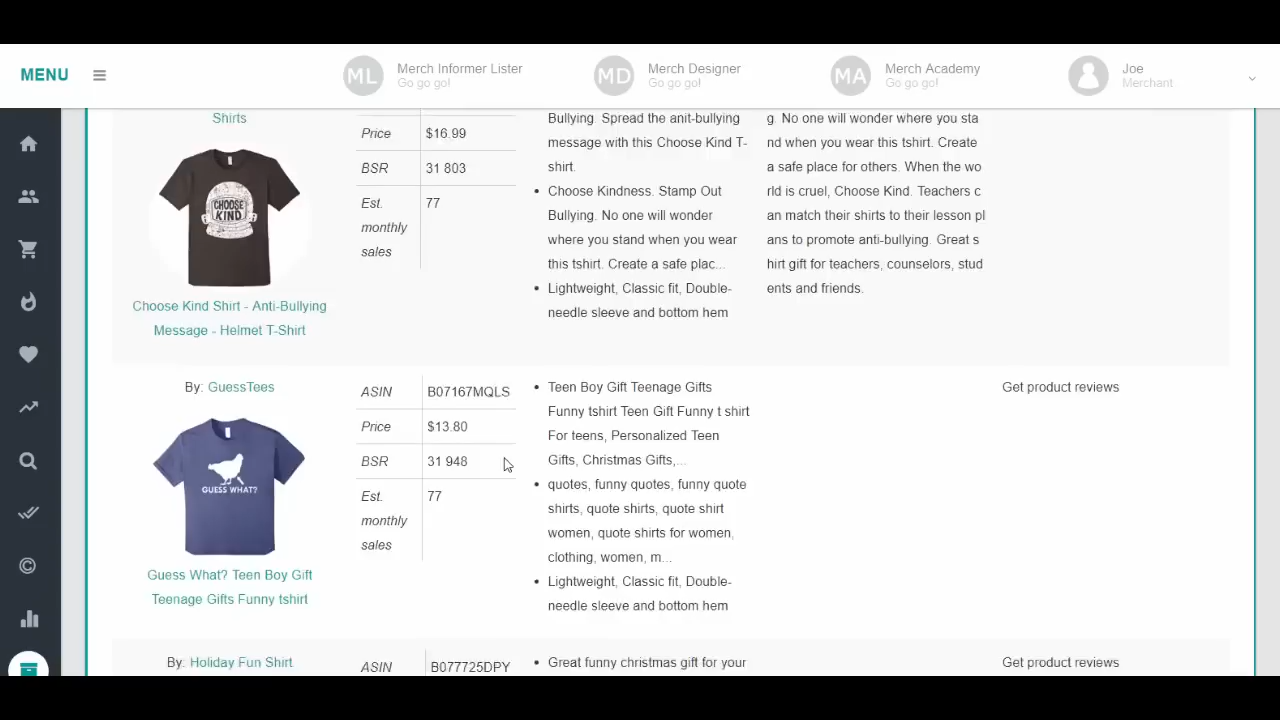 MENU
ML Merch Informer Lister
Go go go!
MD Merch Designer
Go go go!
MA Merch Academy
Go go go!
Joe
Merchant
Shirts
CHOOSE
KIND
Choose Kind Shirt - Anti-Bullying
Message - Helmet T-Shirt
Price $16.99
BSR 31 803
Est. 77
monthly
sales
Bullying Spread the anit-bullying
message with this Choose Kind T-
shirt.
Choose Kindness. Stamp Out
Bullying. No one will wonder
where you stand when you wear
this tshirt. Create a safe plac...
Lightweight, Classic fit, Double-
needle sleeve and bottom hem
g. No one will wonder where you sta
nd when you wear this tshirt. Create
a safe place for others. When the wo
rld is cruel, Choose Kind. Teachers c
an match their shirts to their lesson pl
ans to promote anti-bullying. Great s
hirt gift for teachers, counselors, stud
ents and friends.
By: GuessTees
GUESS WHAT?
Guess What? Teen Boy Gift
Teenage Gifts Funny tshirt
ASIN B07167MQLS
Price $13.80
BSR 31 948
Est. 77
monthly
sales
Teen Boy Gift Teenage Gifts
Funny tshirt Teen Gift Funny t shirt
For teens, Personalized Teen
Gifts, Christmas Gifts,...
quotes, funny quotes, funny quote
shirts, quote shirts, quote shirt
women, quote shirts for women,
clothing, women, m...
Lightweight, Classic fit, Double-
needle sleeve and bottom hem
Get product reviews
By: Holiday Fun Shirt
ASIN B077725DPY
Great funny christmas gift for your
Get product reviews